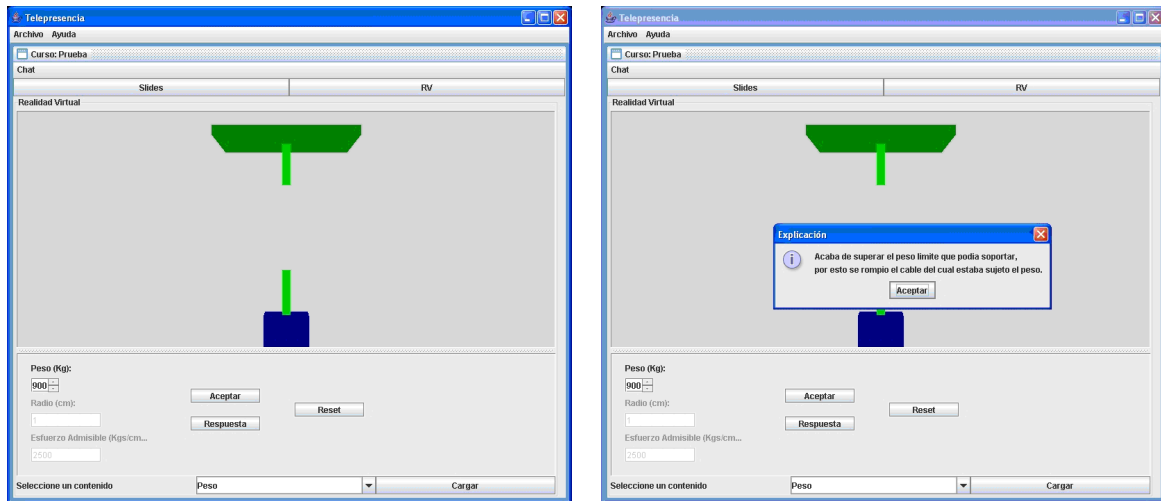 Telepresencia
Archivo Ayuda
Curso: Prueba
Chat
Slides RV
Realidad Virtual
Peso (Kg):
900
Radio (cm):
1
Esfuerzo Admisible (Kgs/cm...
2500
Aceptar
Respuesta
Reset
Seleccione un contenido Peso Cargar
Telepresencia
Archivo Ayuda
Curso: Prueba
Chat
Slides RV
Realidad Virtual
Explicación
Acaba de superar el peso limite que podia soportar,
por esto se rompio el cable del cual estaba sujeto el peso.
Aceptar
Peso (Kg):
900
Radio (cm):
1
Esfuerzo Admisible (Kgs/cm...
2500
Aceptar
Respuesta
Reset
Seleccione un contenido Peso Cargar